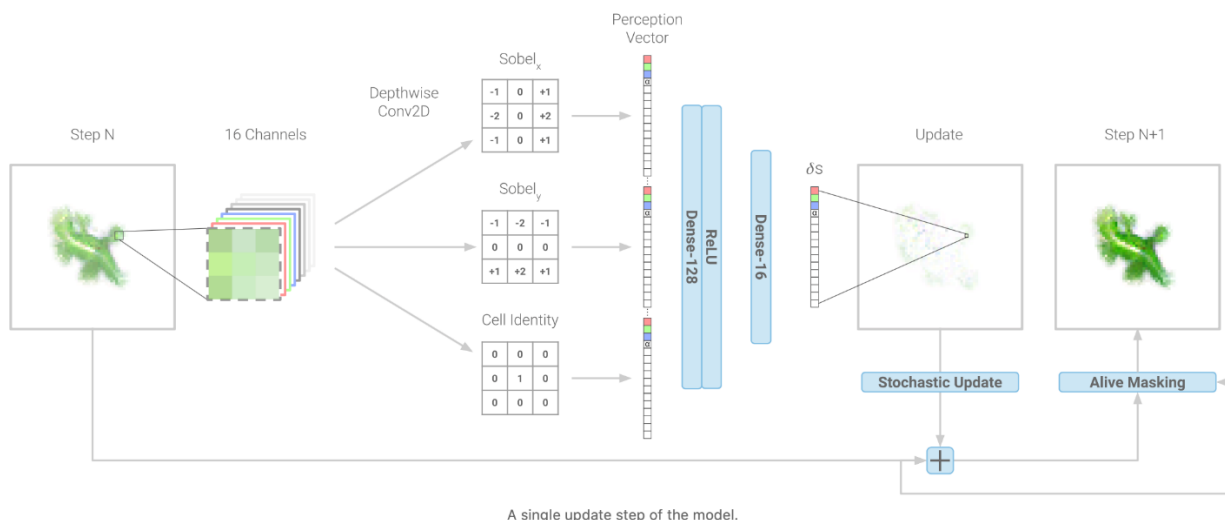 Perception
Vector
Sobelx
Depthwise
Conv2D
Step N
16 Channels
Update
Step N+1
-1 0 +1
-2 0 +2
-1 0 +1
α
δs
Sobely
-1 -2 -1
0 0 0
+1 +2 +1
α
α
Dense-128
ReLU
Dense-16
Cell Identity
0 0 0
0 1 0
0 0 0
α
Stochastic Update
Alive Masking
+
A single update step of the model.